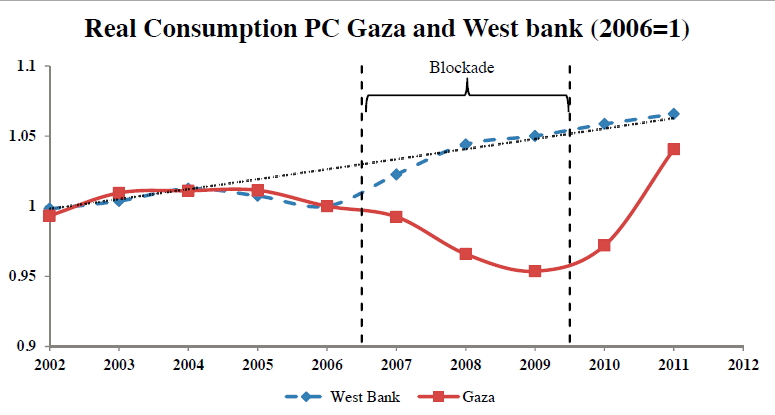 Real Consumption PC Gaza and West bank (2006=1)
1.1
Blockade
1.05
1
0.95
0.9
2002 2003 2004 2005 2006 2007 2008 2009 2010 2011 2012
West Bank Gaza